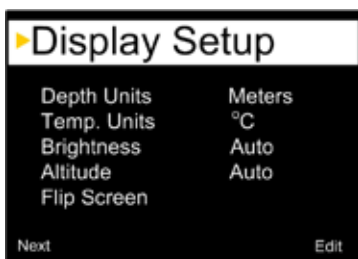 Display Setup
Depth Units Meters
Temp. Units °C
Brightness Auto
Altitude Auto
Flip Screen
Next Edit